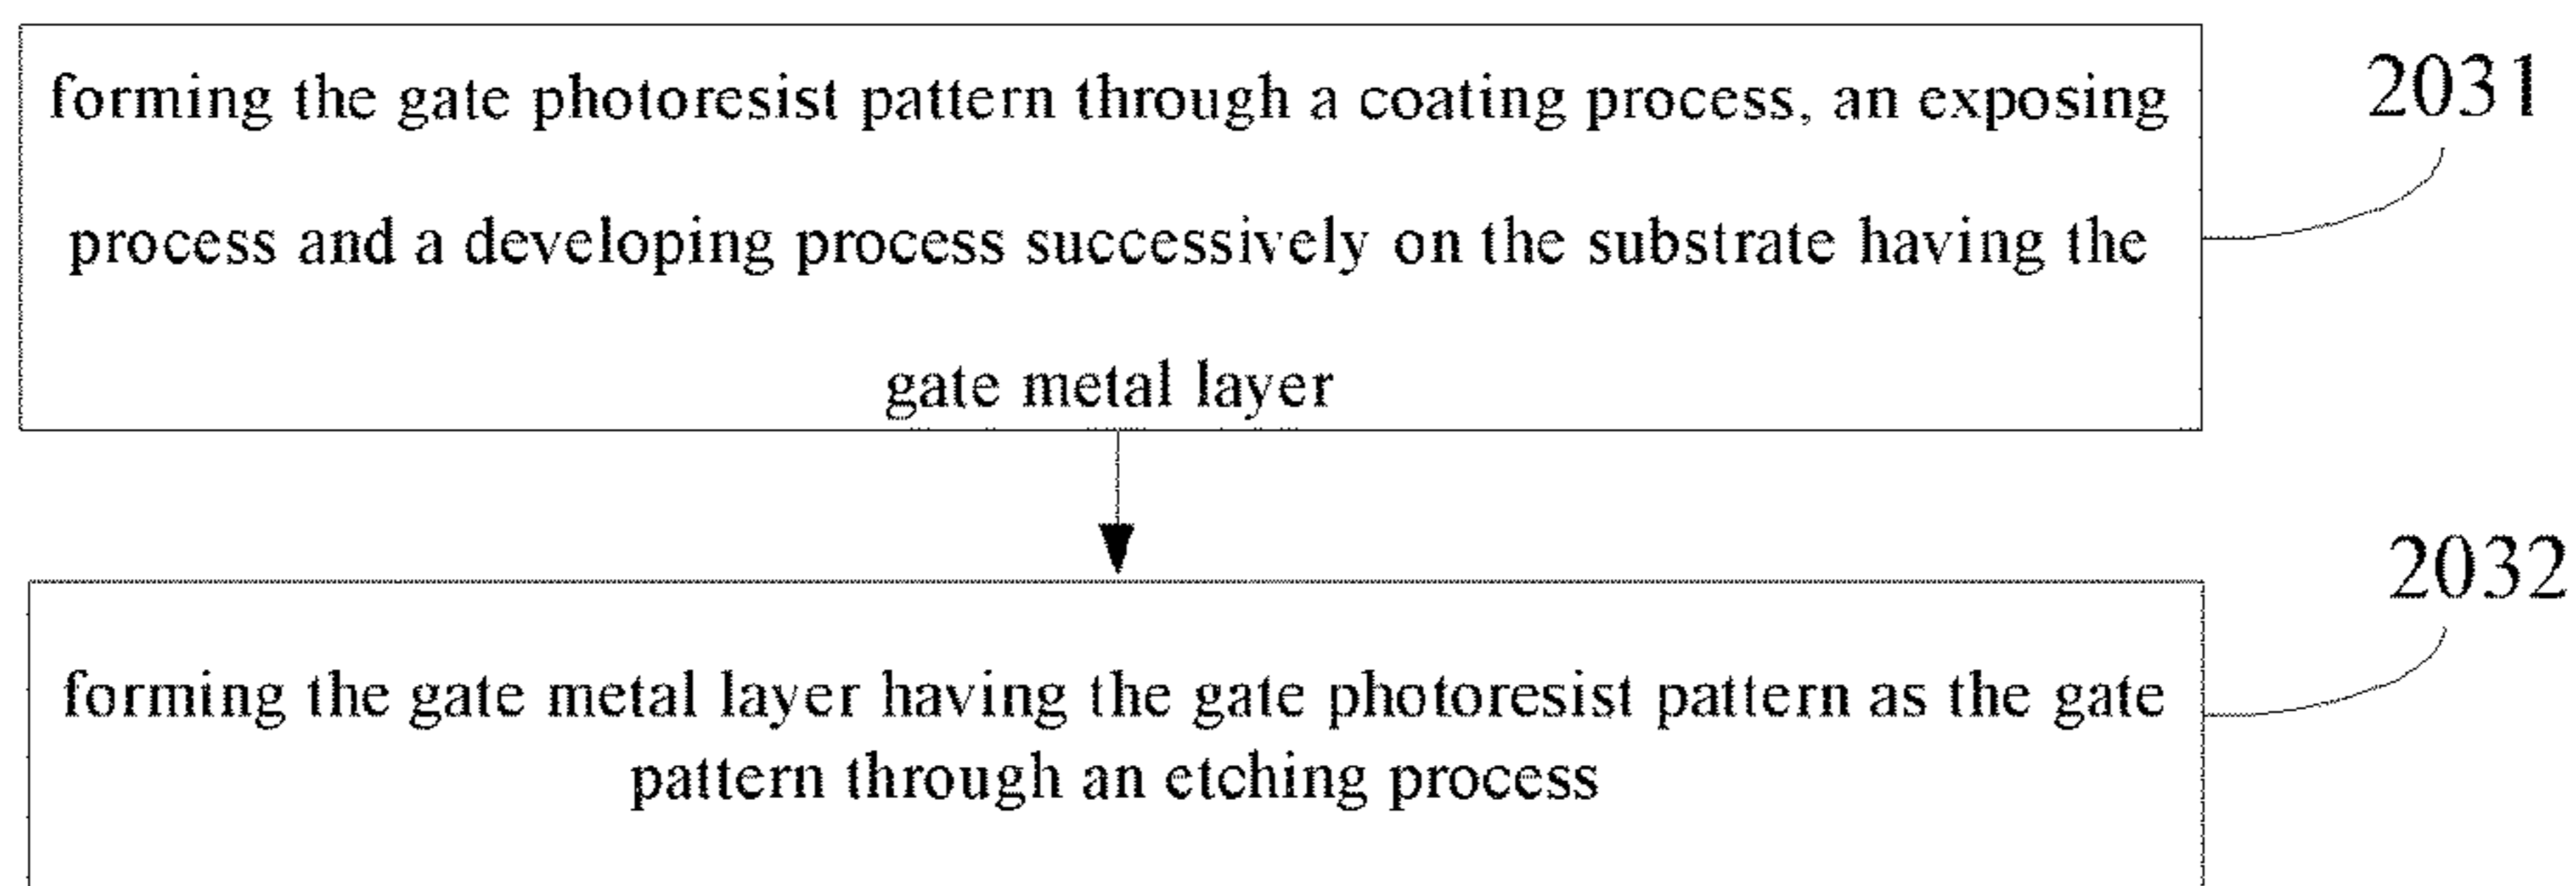 forming the gate photoresist pattern through a coating process, an exposing
process and a developing process successively on the substrate having the
gate metal layer
2031
forming the gate metal layer having the gate photoresist pattern as the gate
pattern through an etching process
2032